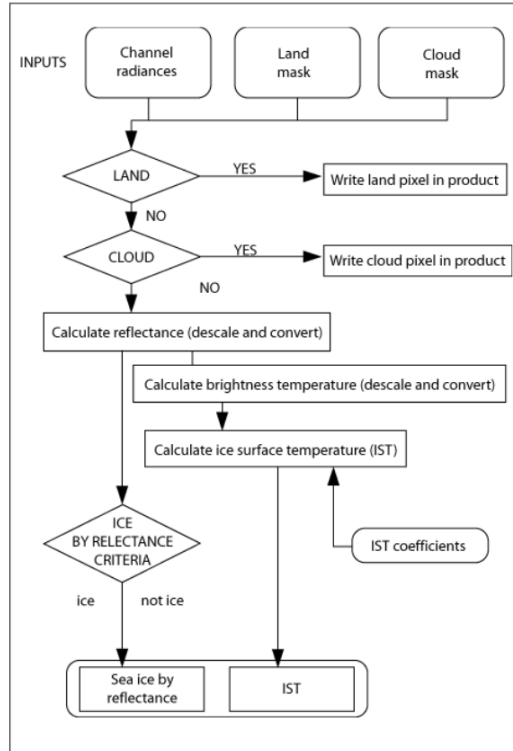 INPUTS
Channel
radiances
Land
mask
Cloud
mask
LAND
YES
Write land pixel in product
NO
CLOUD
YES
Write cloud pixel in product
NO
Calculate reflectance (descale and convert)
Calculate brightness temperature (descale and convert)
Calculate ice surface temperature (IST)
ICE
BY RELECTANCE
CRITERIA
IST coefficients
ice
not ice
Sea ice by
reflectance
IST